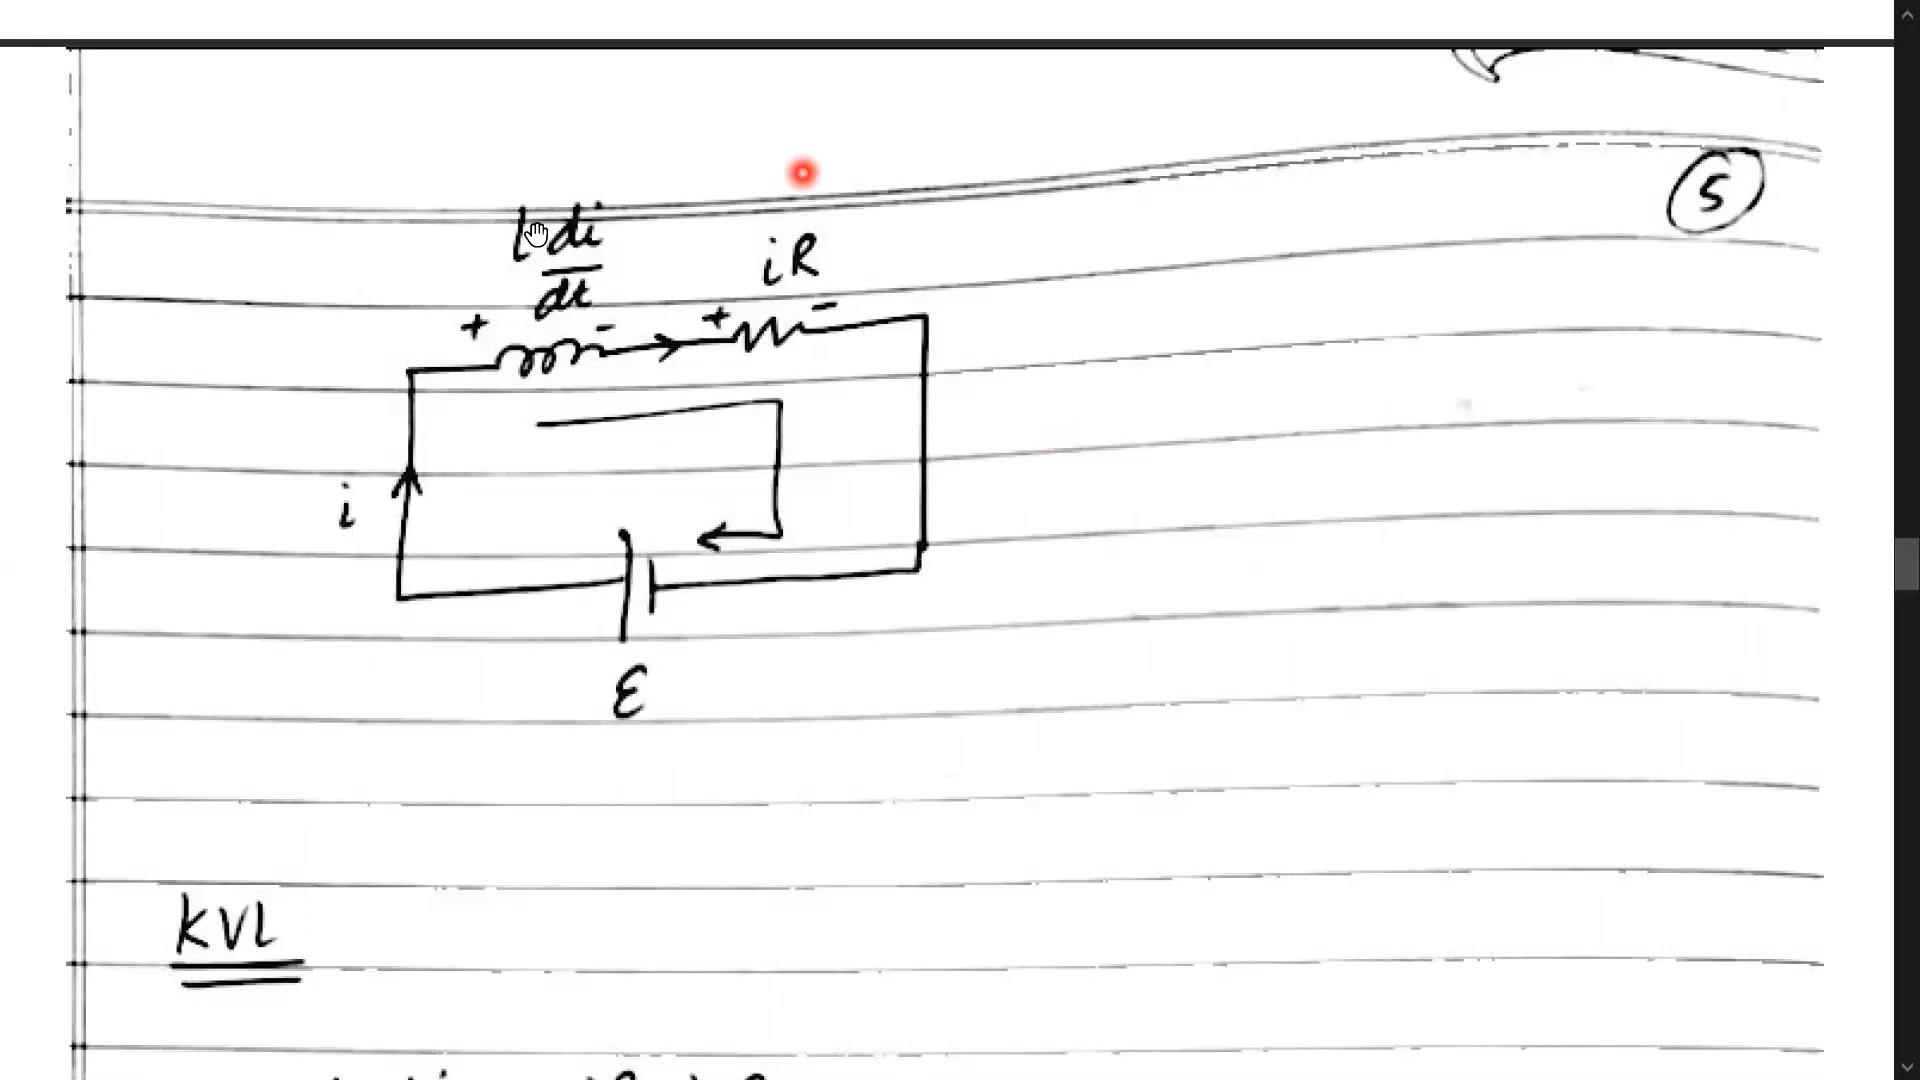 5
L di/dt
iR
+ - + -
i
ε
KVL